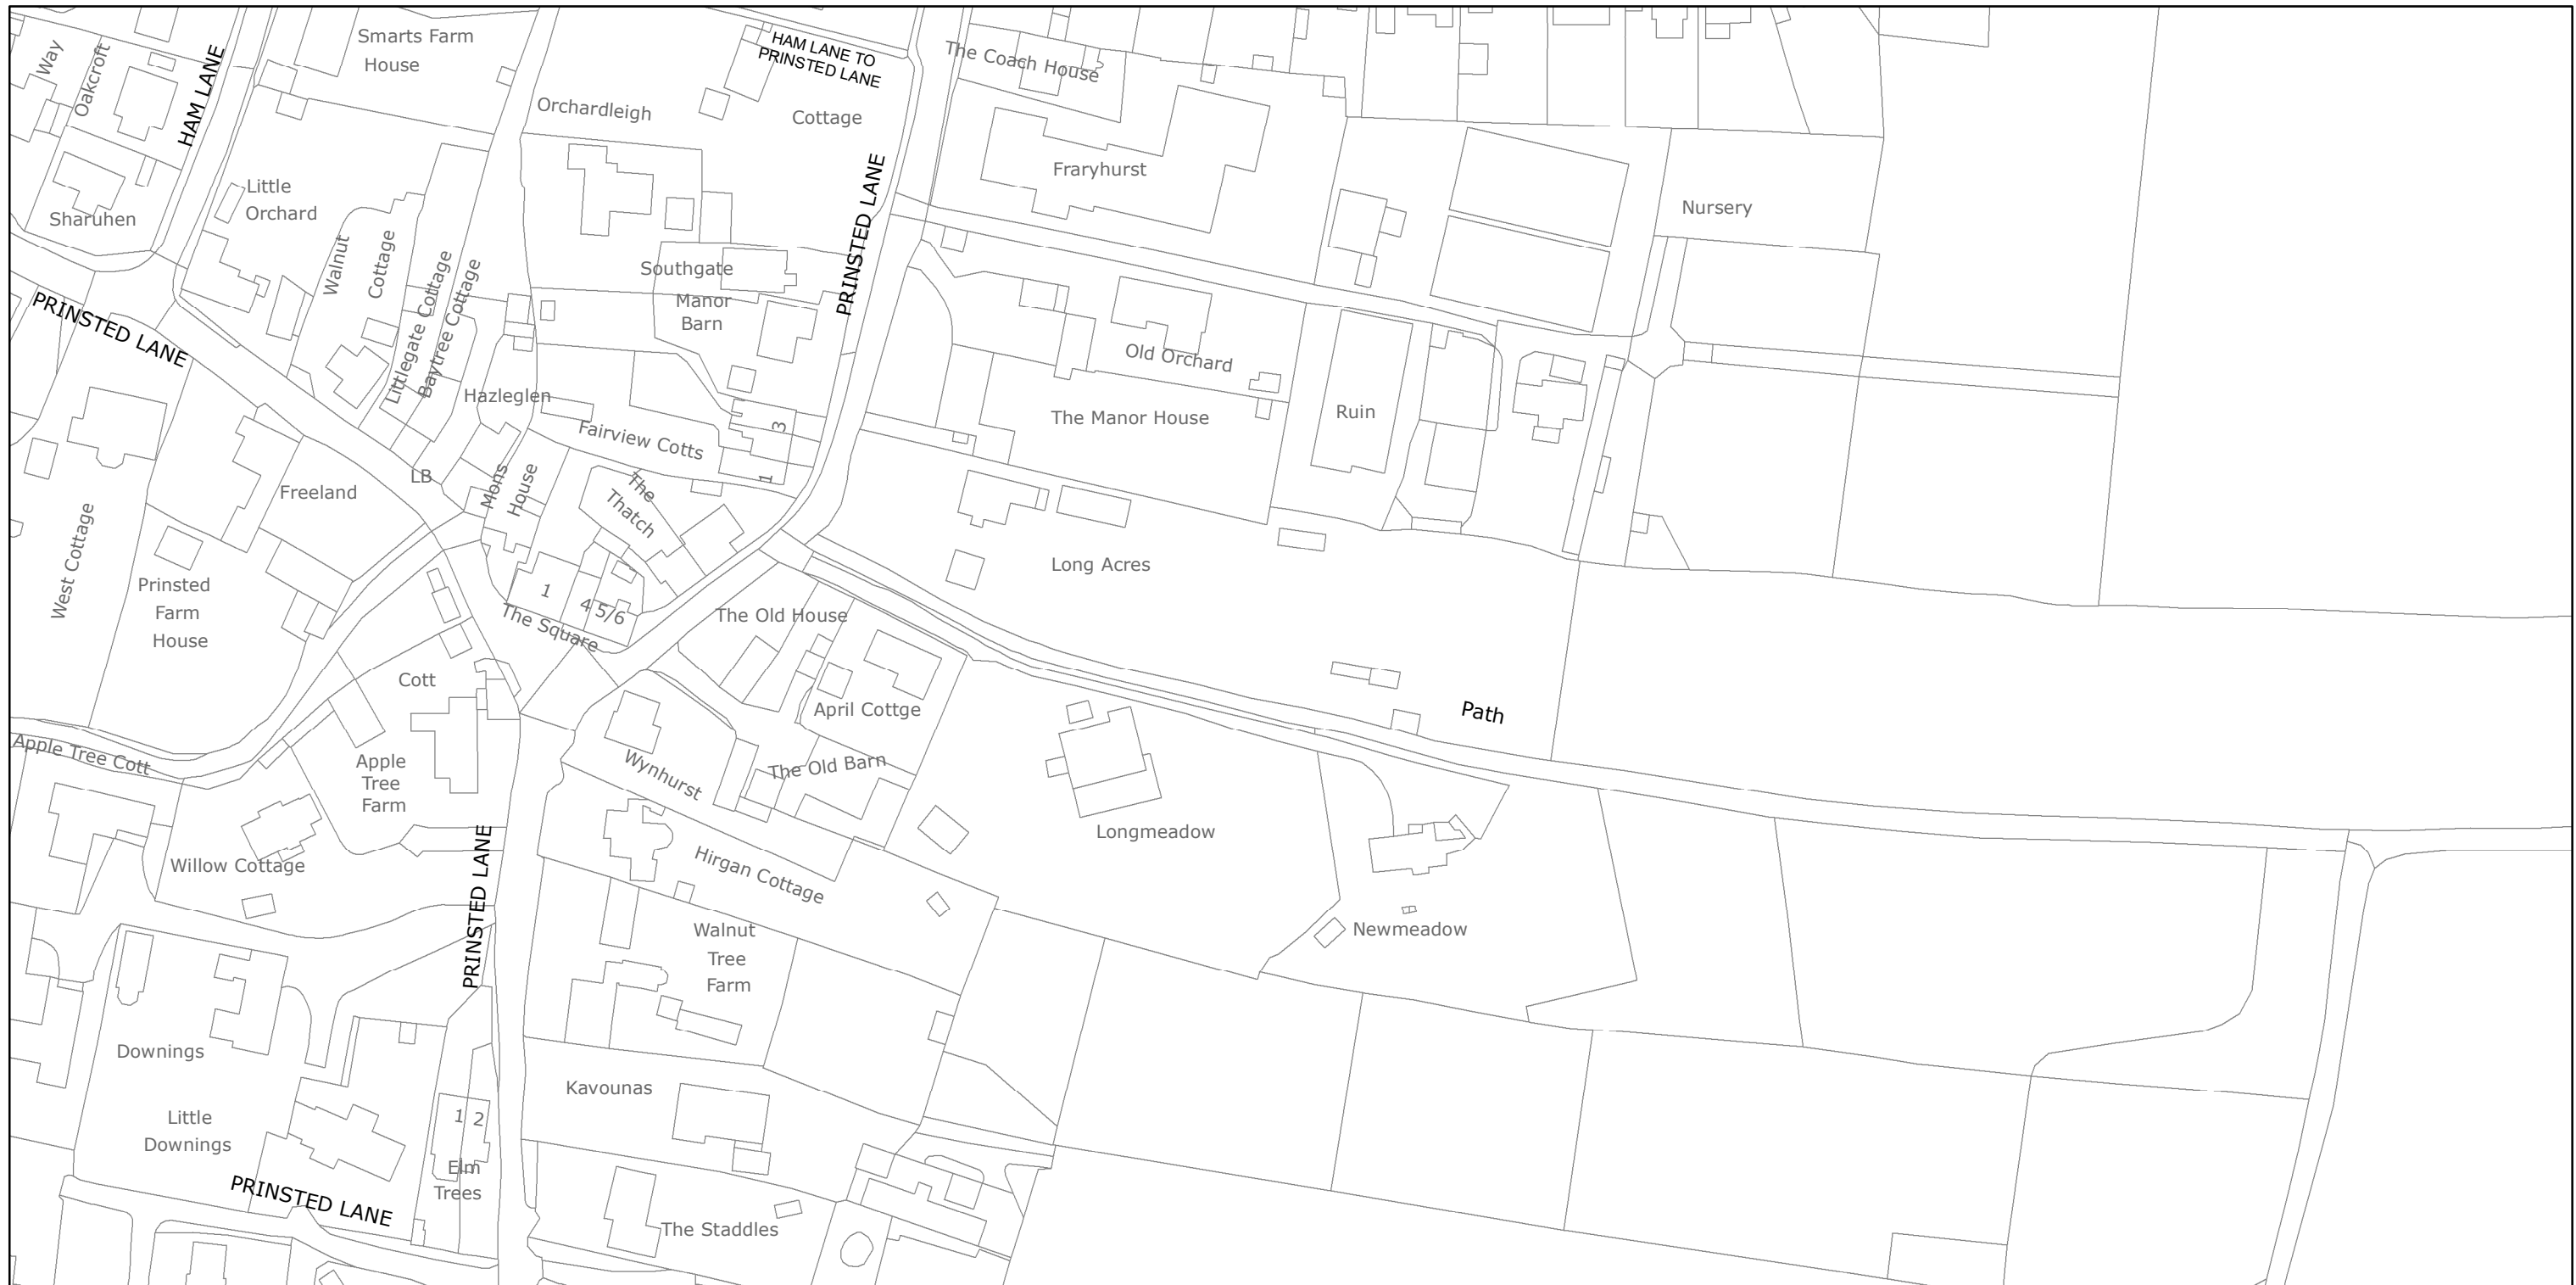 Smarts Farm
House
HAM LANE TO
PRINSTED LANE
The Coach House
Way
Oakcroft
HAM LANE
Orchardleigh
Cottage
Fraryhurst
Little
Orchard
Sharuhen
PRINSTED LANE
Nursery
Walnut
Cottage
Littlegate Cottage
Baytree Cottage
Southgate
Manor
Barn
PRINSTED LANE
Old Orchard
Hazleglen
The Manor House
Ruin
Fairview Cotts
3
1
LB
Mons
House
The
Thatch
Freeland
West Cottage
Prinsted
Farm
House
Long Acres
1
4
5/6
The Square
The Old House
Cott
April Cottge
Path
Apple Tree Cott
Apple
Tree
Farm
Wynhurst
The Old Barn
Longmeadow
Willow Cottage
Hirgan Cottage
PRINSTED LANE
Walnut
Tree
Farm
Newmeadow
Downings
Kavounas
Little
Downings
1
2
Elm
Trees
PRINSTED LANE
The Staddles